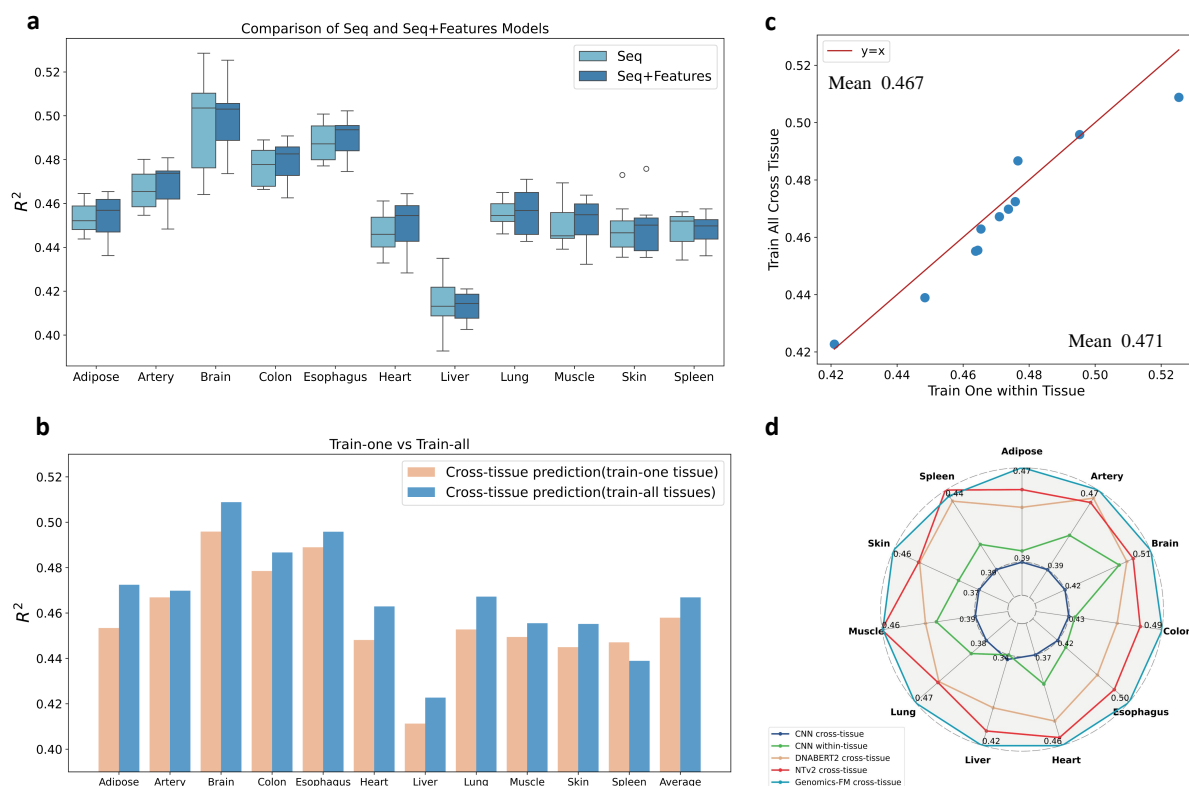 a
Comparison of Seq and Seq+Features Models
Seq
Seq+Features
R²
0.52
0.50
0.48
0.46
0.44
0.42
0.40
Adipose Artery Brain Colon Esophagus Heart Liver Lung Muscle Skin Spleen
c
y=x
Mean 0.467
Mean 0.471
Train All Cross Tissue
0.52
0.50
0.48
0.46
0.44
0.42
0.42 0.44 0.46 0.48 0.50 0.52
Train One within Tissue
b
Train-one vs Train-all
Cross-tissue prediction(train-one tissue)
Cross-tissue prediction(train-all tissues)
R²
0.52
0.50
0.48
0.46
0.44
0.42
0.40
Adipose Artery Brain Colon Esophagus Heart Liver Lung Muscle Skin Spleen Average
d
Adipose
Spleen 0.47 Artery
0.44 0.47
Skin Brain
0.46 0.51
0.39
0.39 0.39
0.37 0.42
Muscle 0.46 0.39 0.43 0.49 Colon
0.38 0.42
0.34 0.37
Lung 0.47 0.50 Esophagus
0.42 0.46
Liver Heart
CNN cross-tissue
CNN within-tissue
DNABERT2 cross-tissue
NTv2 cross-tissue
Genomics-FM cross-tissue